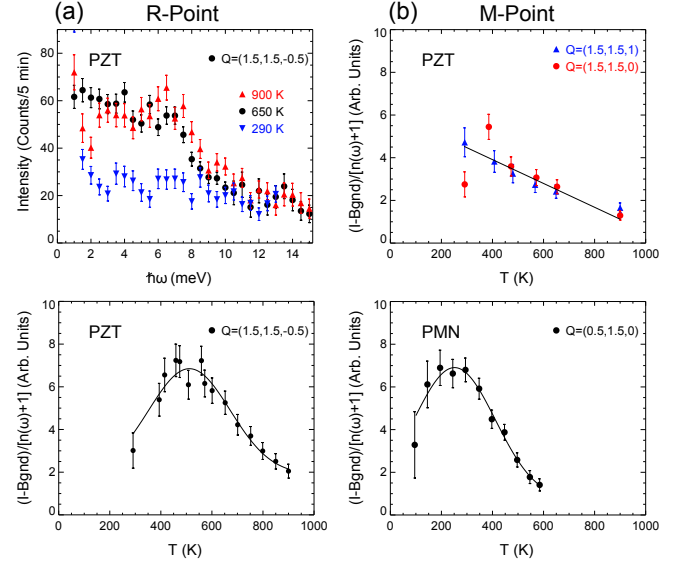 (a) R-Point
(b) M-Point
PZT
Q=(1.5,1.5,-0.5)
900 K
650 K
290 K
Intensity (Counts/5 min)
80
60
40
20
0
0 2 4 6 8 10 12 14
ħω (meV)
PZT
Q=(1.5,1.5,1)
Q=(1.5,1.5,0)
(I-Bgnd)/[n(ω)+1] (Arb. Units)
10
8
6
4
2
0
0 200 400 600 800 1000
T (K)
PZT
Q=(1.5,1.5,-0.5)
(I-Bgnd)/[n(ω)+1] (Arb. Units)
10
8
6
4
2
0
0 200 400 600 800 1000
T (K)
PMN
Q=(0.5,1.5,0)
(I-Bgnd)/[n(ω)+1] (Arb. Units)
10
8
6
4
2
0
0 200 400 600 800 1000
T (K)